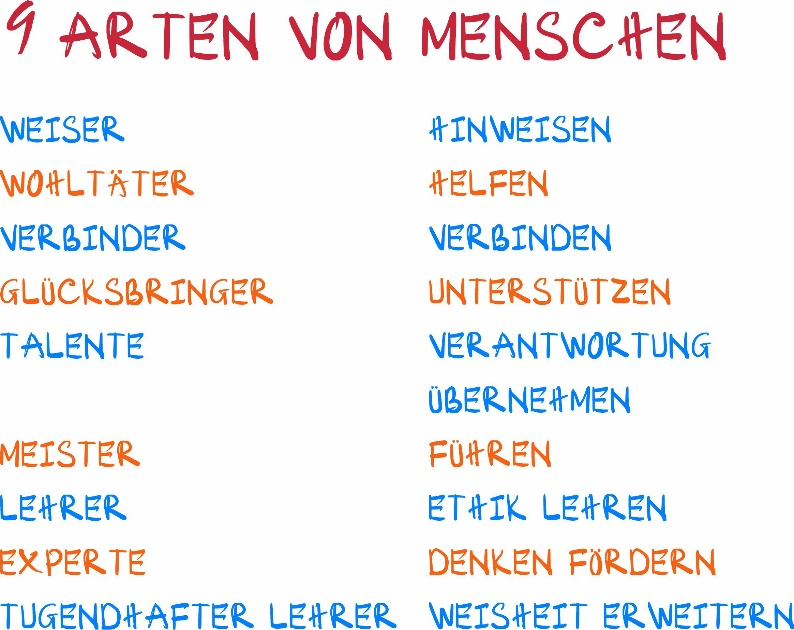 9 ARTEN VON MENSCHEN
WEISER HINWEISEN
WOHLTÄTER HELFEN
VERBINDER VERBINDEN
GLÜCKSBRINGER UNTERSTÜTZEN
TALENTE VERANTWORTUNG
ÜBERNEHMEN
MEISTER FÜHREN
LEHRER ETHIK LEHREN
EXPERTE DENKEN FÖRDERN
TUGENDHAFTER LEHRER WEISHEIT ERWEITERN